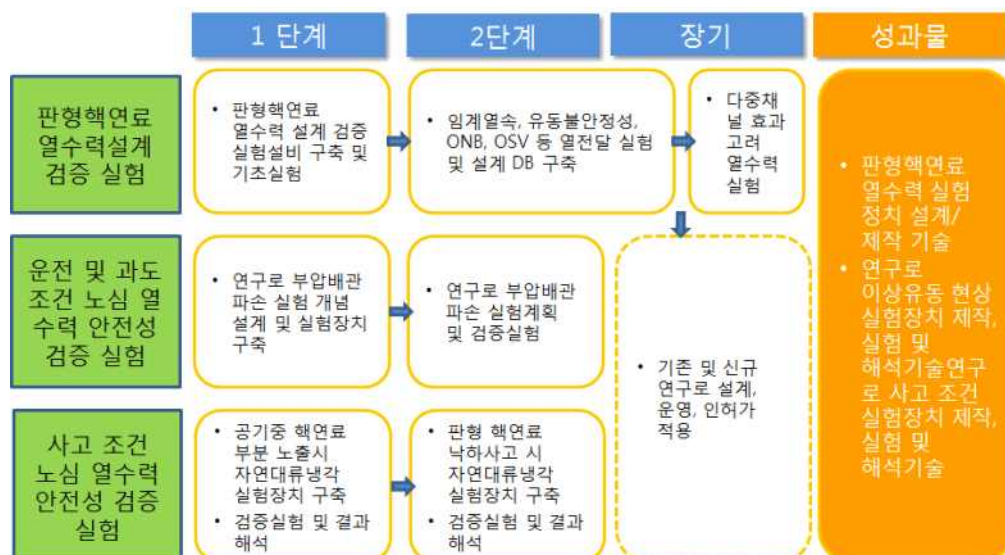 1 단계
2단계
장기
성과물
판형핵연료
열수력설계
검증 실험
• 판형핵연료
열수력 설계 검증
실험설비 구축 및
기초실험
• 임계열속, 유동불안정성,
ONB, OSV 등 열전달 실험
및 설계 DB 구축
• 다중채
널 효과
고려
열수력
실험
운전 및 과도
조건 노심 열
수력 안전성
검증 실험
• 연구로 부압배관
파손 실험 개념
설계 및 실험장치
구축
• 연구로 부압배관
파손 실험계획
및 검증실험
• 기존 및 신규
연구로 설계,
운영, 인허가
적용
사고 조건
노심 열수력
안전성 검증
실험
• 공기중 핵연료
부분 노출시
자연대류냉각
실험장치 구축
• 검증실험 및 결과
해석
• 판형 핵연료
낙하사고 시
자연대류냉각
실험장치 구축
• 검증실험 및 결과
해석
• 판형핵연료
열수력 실험
정치 설계/
제작 기술
• 연구로
이상유동 현상
실험장치 제작,
실험 및
해석기술연구
로 사고 조건
실험장치 제작,
실험 및
해석기술